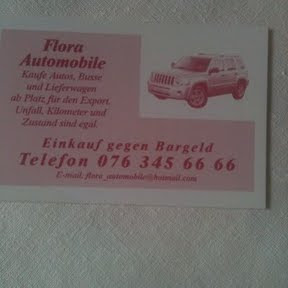 Flora
Automobile
Kaufe Autos, Busse
und Lieferwagen
ab Platz für den Export.
Unfall, Kilometer und
Zustand sind egal.
Einkauf gegen Bargeld
Telefon 076 345 66 66
E-mail: flora_automobile@hotmail.com